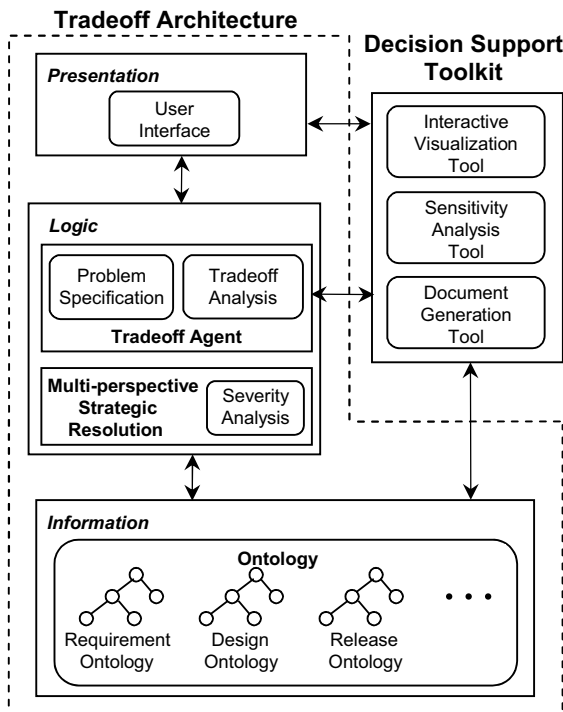 Tradeoff Architecture
Decision Support
Toolkit
Presentation
User
Interface
Interactive
Visualization
Tool
Sensitivity
Analysis
Tool
Document
Generation
Tool
Logic
Problem
Specification
Tradeoff
Analysis
Tradeoff Agent
Multi-perspective
Strategic
Resolution
Severity
Analysis
Information
Ontology
Requirement
Ontology
Design
Ontology
Release
Ontology
• • •